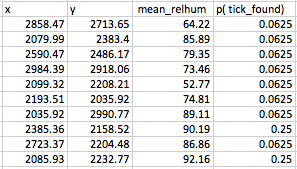 x y mean_relhum p( tick_found)
2858.47 2713.65 64.22 0.0625
2079.99 2383.4 85.89 0.0625
2590.47 2486.17 79.35 0.0625
2984.39 2918.06 73.46 0.0625
2099.32 2208.21 52.77 0.0625
2193.51 2035.92 74.81 0.0625
2035.92 2990.77 89.11 0.0625
2385.36 2158.52 90.19 0.25
2723.37 2204.48 86.86 0.0625
2085.93 2232.77 92.16 0.25